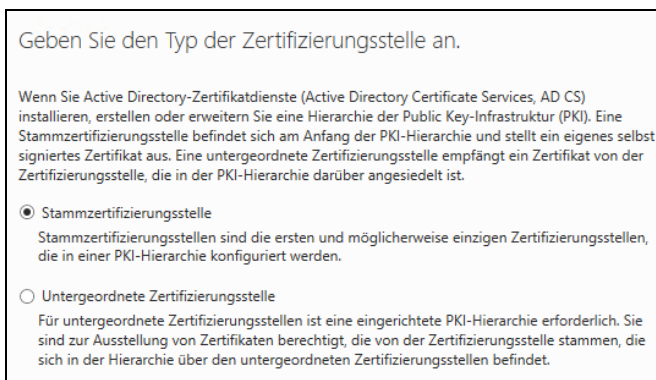 Geben Sie den Typ der Zertifizierungsstelle an.
Wenn Sie Active Directory-Zertifikatdienste (Active Directory Certificate Services, AD CS)
installieren, erstellen oder erweitern Sie eine Hierarchie der Public Key-Infrastruktur (PKI). Eine
Stammzertifizierungsstelle befindet sich am Anfang der PKI-Hierarchie und stellt ein eigenes selbst
signiertes Zertifikat aus. Eine untergeordnete Zertifizierungsstelle empfängt ein Zertifikat von der
Zertifizierungsstelle, die in der PKI-Hierarchie darüber angesiedelt ist.
Stammzertifizierungsstelle
Stammzertifizierungsstellen sind die ersten und möglicherweise einzigen Zertifizierungsstellen,
die in einer PKI-Hierarchie konfiguriert werden.
Untergeordnete Zertifizierungsstelle
Für untergeordnete Zertifizierungsstellen ist eine eingerichtete PKI-Hierarchie erforderlich. Sie
sind zur Ausstellung von Zertifikaten berechtigt, die von der Zertifizierungsstelle stammen, die
sich in der Hierarchie über den untergeordneten Zertifizierungsstellen befindet.